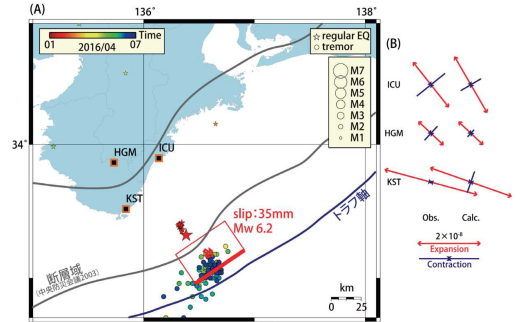 (A)
136°
138°
Time
01 2016/04 07
regular EQ
tremor
M7
M6
M5
M4
M3
M2
M1
34°
HGM
ICU
KST
slip:35mm
Mw 6.2
トラフ軸
断層域
(中央防災会議2003)
0 25
km
(B)
ICU
HGM
KST
Obs. Calc.
2×10⁻⁸
Expansion
Contraction